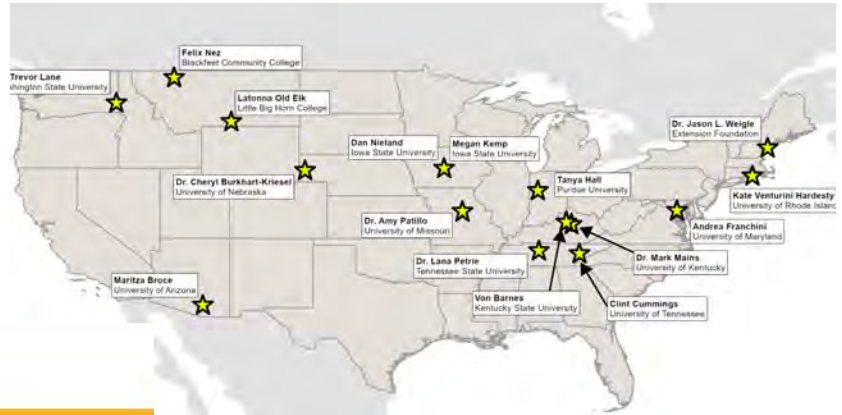 Felix Nez
Blackfeet Community College
Trevor Lane
hington State University
Latonna Old Elk
Little Big Horn College
Dr. Jason L. Weigle
Extension Foundation
Dan Nieland
Iowa State University
Megan Kemp
Iowa State University
Tanya Hall
Purdue University
Dr. Cheryl Burkhart-Kriesel
University of Nebraska
Kate Venturini Hardesty
University of Rhode Island
Dr. Amy Patillo
University of Missouri
Andrea Franchini
University of Maryland
Dr. Lana Petrie
Tennessee State University
Dr. Mark Mains
University of Kentucky
Maritza Broce
University of Arizona
Von Barnes
Kentucky State University
Clint Cummings
University of Tennessee